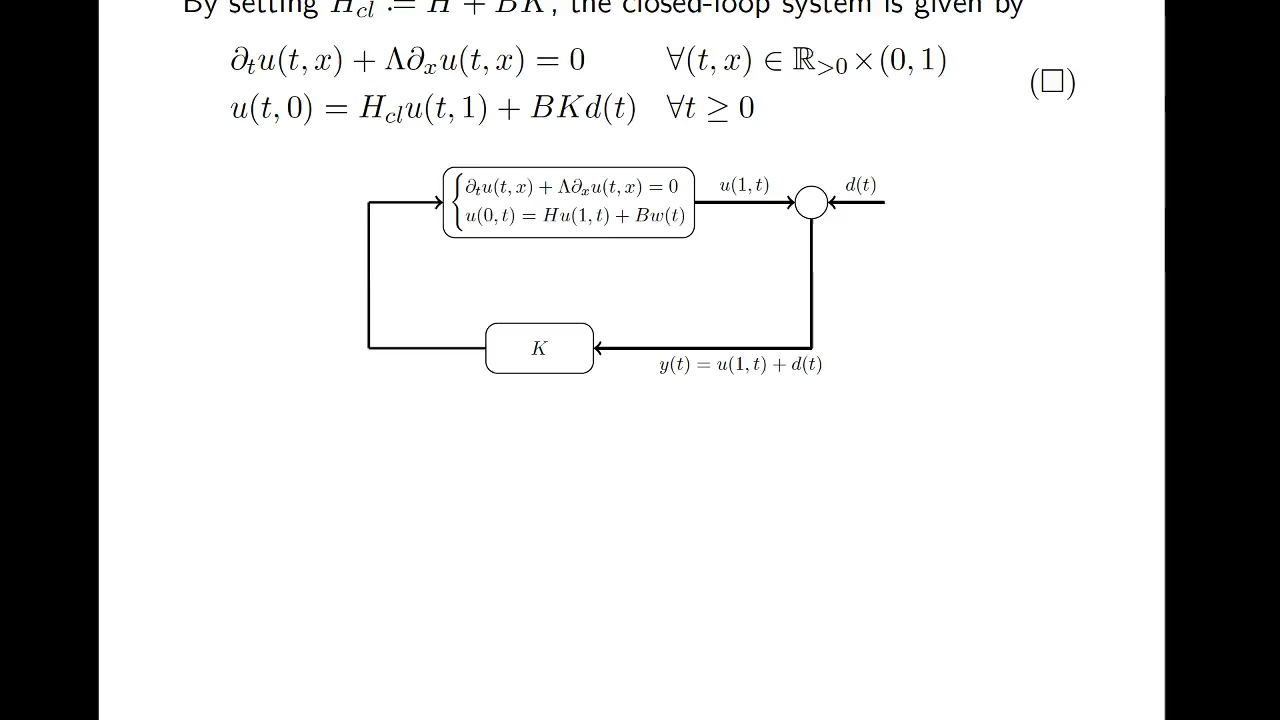 By setting H_{cl} := H + BK, the closed-loop system is given by
∂_t u(t, x) + Λ∂_x u(t, x) = 0 ∀(t, x) ∈ ℝ_{>0} × (0, 1)
(□)
u(t, 0) = H_{cl} u(t, 1) + BKd(t) ∀t ≥ 0
∂_t u(t, x) + Λ∂_x u(t, x) = 0
u(0, t) = Hu(1, t) + Bw(t)
u(1, t)
d(t)
K
y(t) = u(1, t) + d(t)